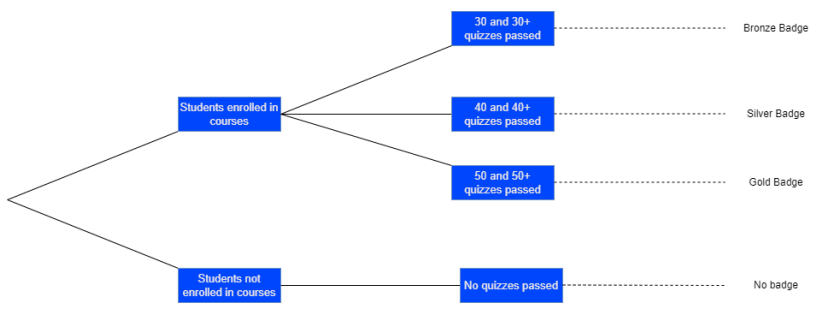 30 and 30+
quizzes passed
Bronze Badge
Students enrolled in
courses
40 and 40+
quizzes passed
Silver Badge
50 and 50+
quizzes passed
Gold Badge
Students not
enrolled in courses
No quizzes passed
No badge